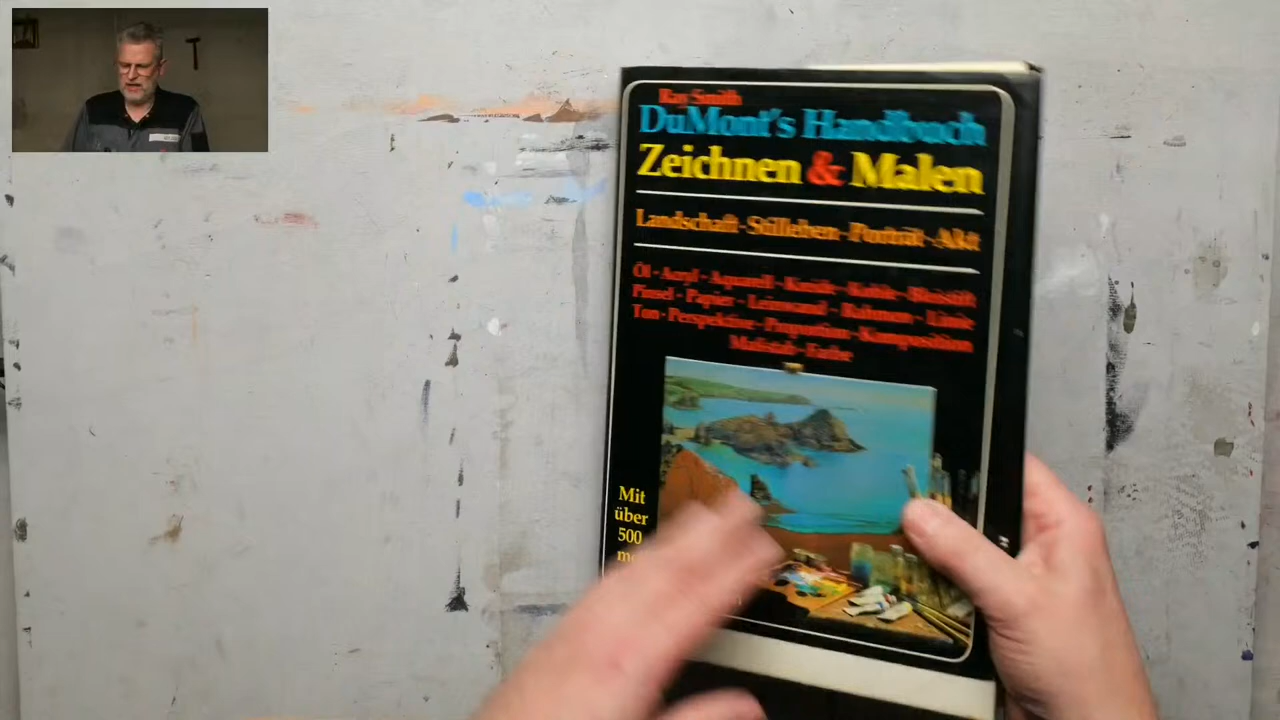 Ray Smith
DuMont's Handbuch
Zeichnen & Malen
Landschaft · Stilleben · Porträt · Akt
Öl · Acryl · Aquarell · Kreide · Kohle · Bleistift
Pinsel · Papier · Leinwand · Rahmen · Linie
Ton · Perspektive · Proportion · Komposition
Maßstab · Farbe
Mit
über
500